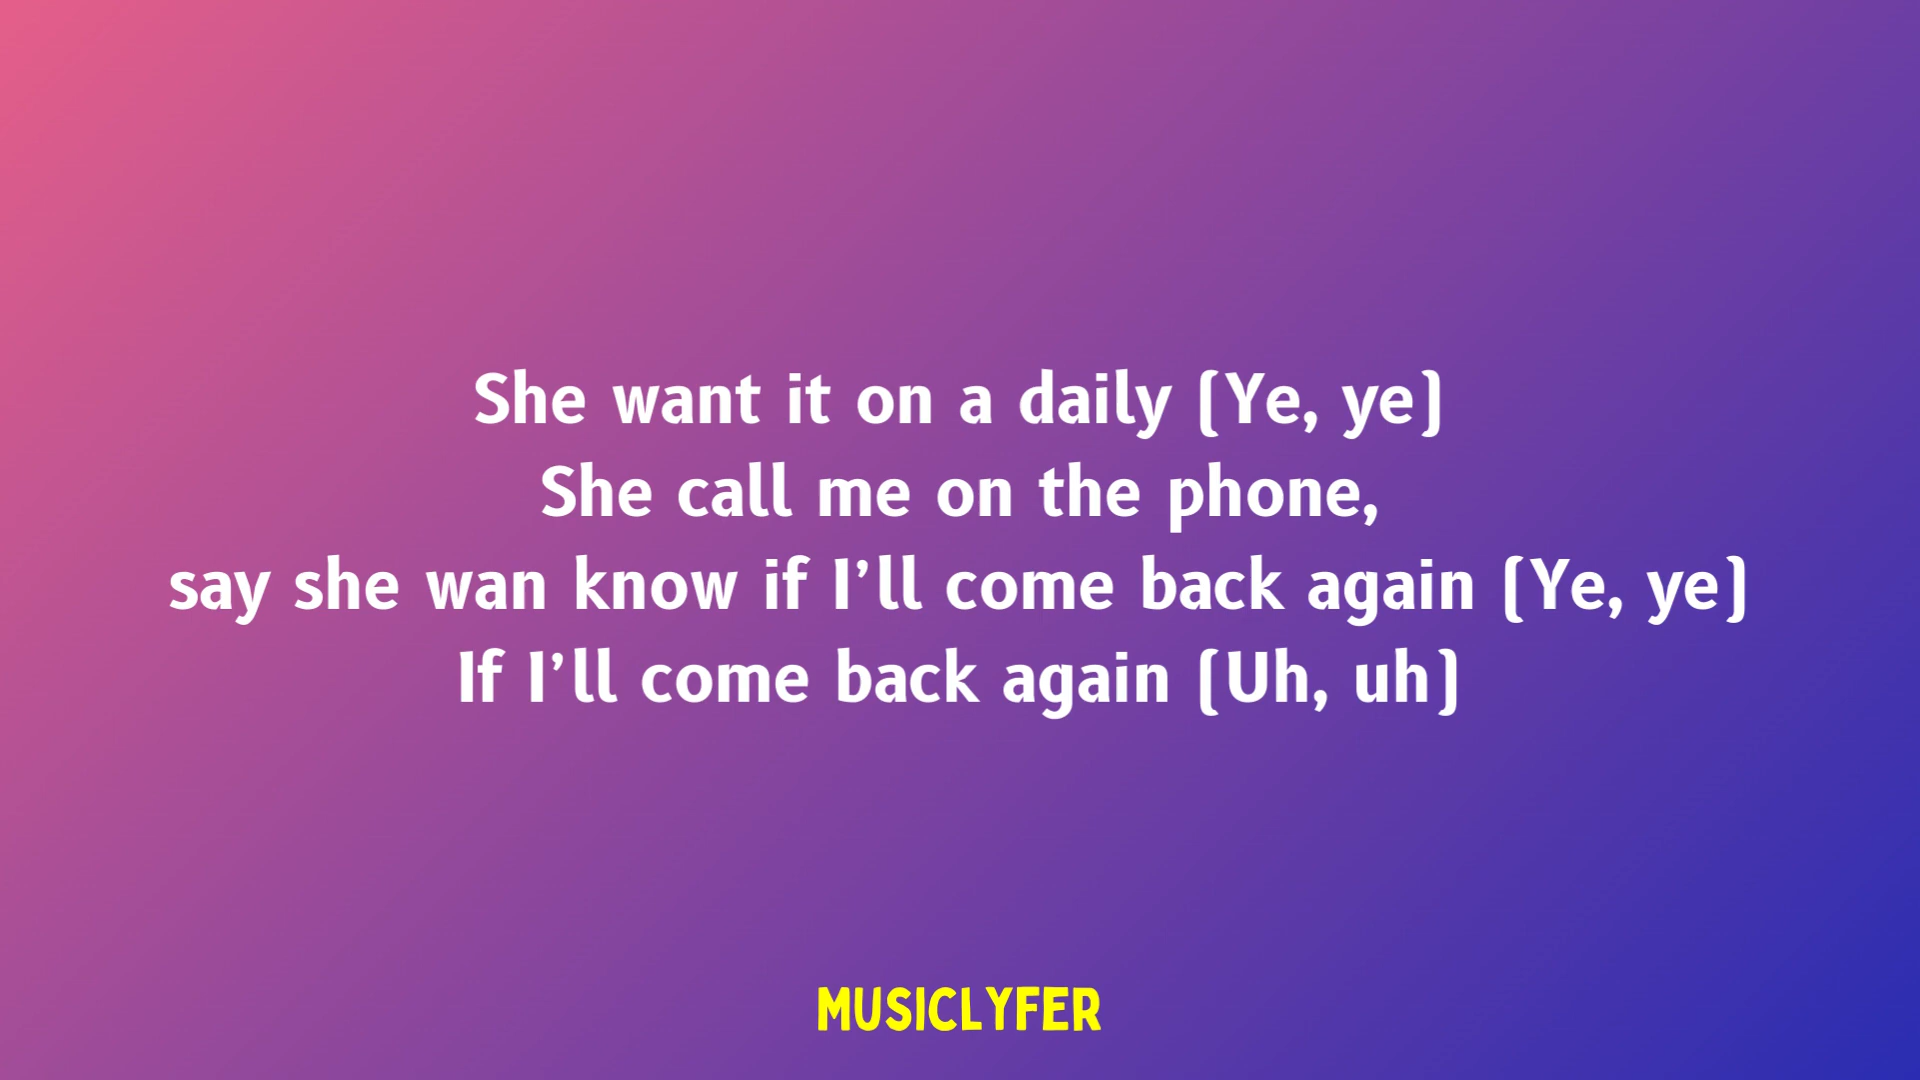 She want it on a daily (Ye, ye)
She call me on the phone,
say she wan know if I’ll come back again (Ye, ye)
If I’ll come back again (Uh, uh)
MUSICLYFER